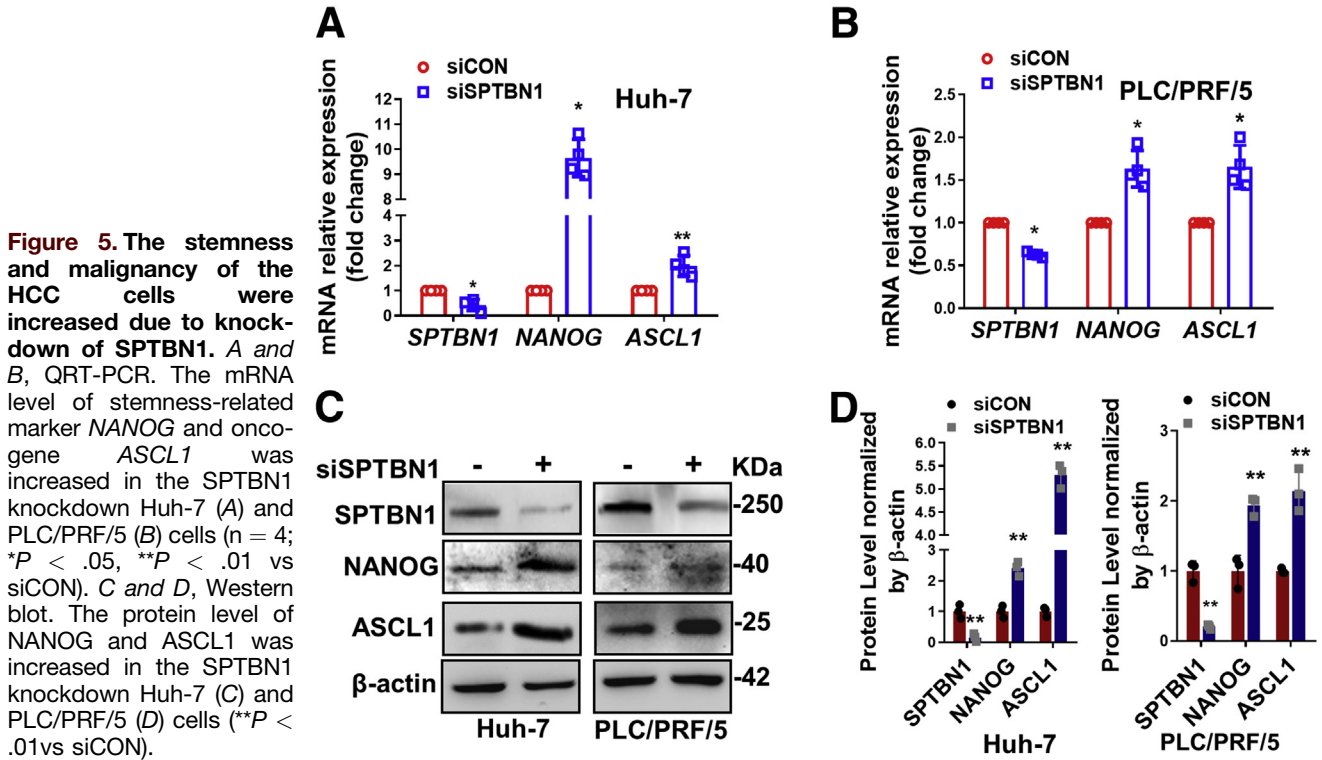 Figure 5. The stemness
and malignancy of the
HCC cells were
increased due to knock-
down of SPTBN1. A and
B, QRT-PCR. The mRNA
level of stemness-related
marker NANOG and onco-
gene ASCL1 was
increased in the SPTBN1
knockdown Huh-7 (A) and
PLC/PRF/5 (B) cells (n = 4;
*P < .05, **P < .01 vs
siCON). C and D, Western
blot. The protein level of
NANOG and ASCL1 was
increased in the SPTBN1
knockdown Huh-7 (C) and
PLC/PRF/5 (D) cells (**P <
.01vs siCON).
A
siCON
siSPTBN1
Huh-7
mRNA relative expression
(fold change)
12
11
10
9
8
4
3
2
1
0
*
*
**
SPTBN1 NANOG ASCL1
B
siCON
siSPTBN1
PLC/PRF/5
mRNA relative expression
(fold change)
2.5
2.0
1.5
1.0
0.5
0.0
*
*
*
SPTBN1 NANOG ASCL1
C
siSPTBN1 - + - + KDa
SPTBN1 -250
NANOG -40
ASCL1 -25
β-actin -42
Huh-7 PLC/PRF/5
D
siCON
siSPTBN1
Protein Level normalized
by β-actin
6.0
5.5
5.0
4.5
4.0
3
2
1
0
**
**
**
SPTBN1 NANOG ASCL1
Huh-7
siCON
siSPTBN1
Protein Level normalized
by β-actin
3
2
1
0
**
**
**
SPTBN1 NANOG ASCL1
PLC/PRF/5